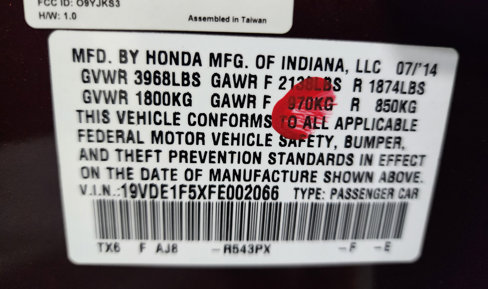 FCC ID: O9YJKS3
H/W: 1.0
Assembled in Taiwan
MFD. BY HONDA MFG. OF INDIANA, LLC 07/'14
GVWR 3968LBS GAWR F 2138LBS R 1874LBS
GVWR 1800KG GAWR F 970KG R 850KG
THIS VEHICLE CONFORMS TO ALL APPLICABLE
FEDERAL MOTOR VEHICLE SAFETY, BUMPER,
AND THEFT PREVENTION STANDARDS IN EFFECT
ON THE DATE OF MANUFACTURE SHOWN ABOVE.
V.I.N.:19VDE1F5XFE002066 TYPE: PASSENGER CAR
TX6 F AJ8 -R543PX -F -E